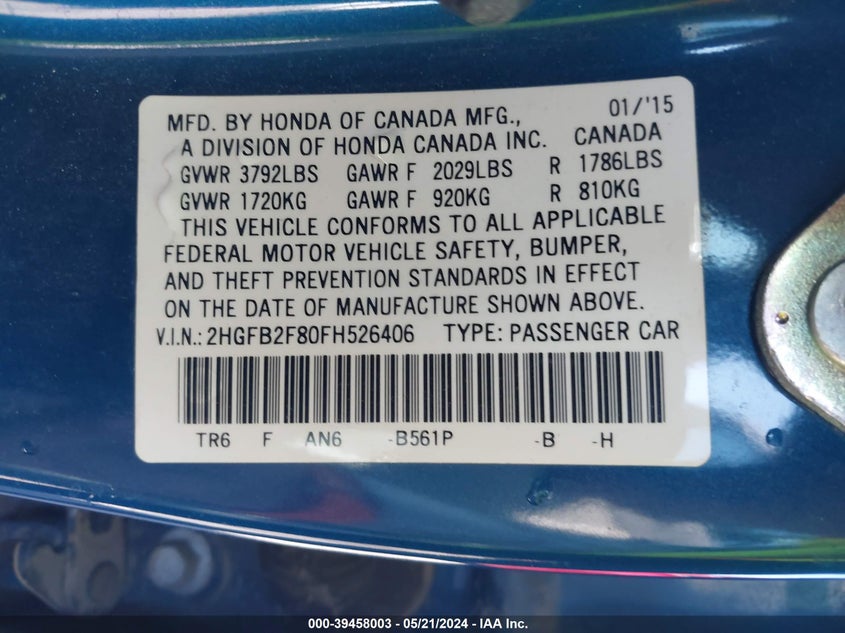 MFD. BY HONDA OF CANADA MFG., 01/'15
A DIVISION OF HONDA CANADA INC. CANADA
GVWR 3792LBS GAWR F 2029LBS R 1786LBS
GVWR 1720KG GAWR F 920KG R 810KG
THIS VEHICLE CONFORMS TO ALL APPLICABLE
FEDERAL MOTOR VEHICLE SAFETY, BUMPER,
AND THEFT PREVENTION STANDARDS IN EFFECT
ON THE DATE OF MANUFACTURE SHOWN ABOVE.
V.I.N.: 2HGFB2F80FH526406 TYPE: PASSENGER CAR
TR6 F AN6 -B561P -B -H
000-39458003 - 05/21/2024 - IAA Inc.